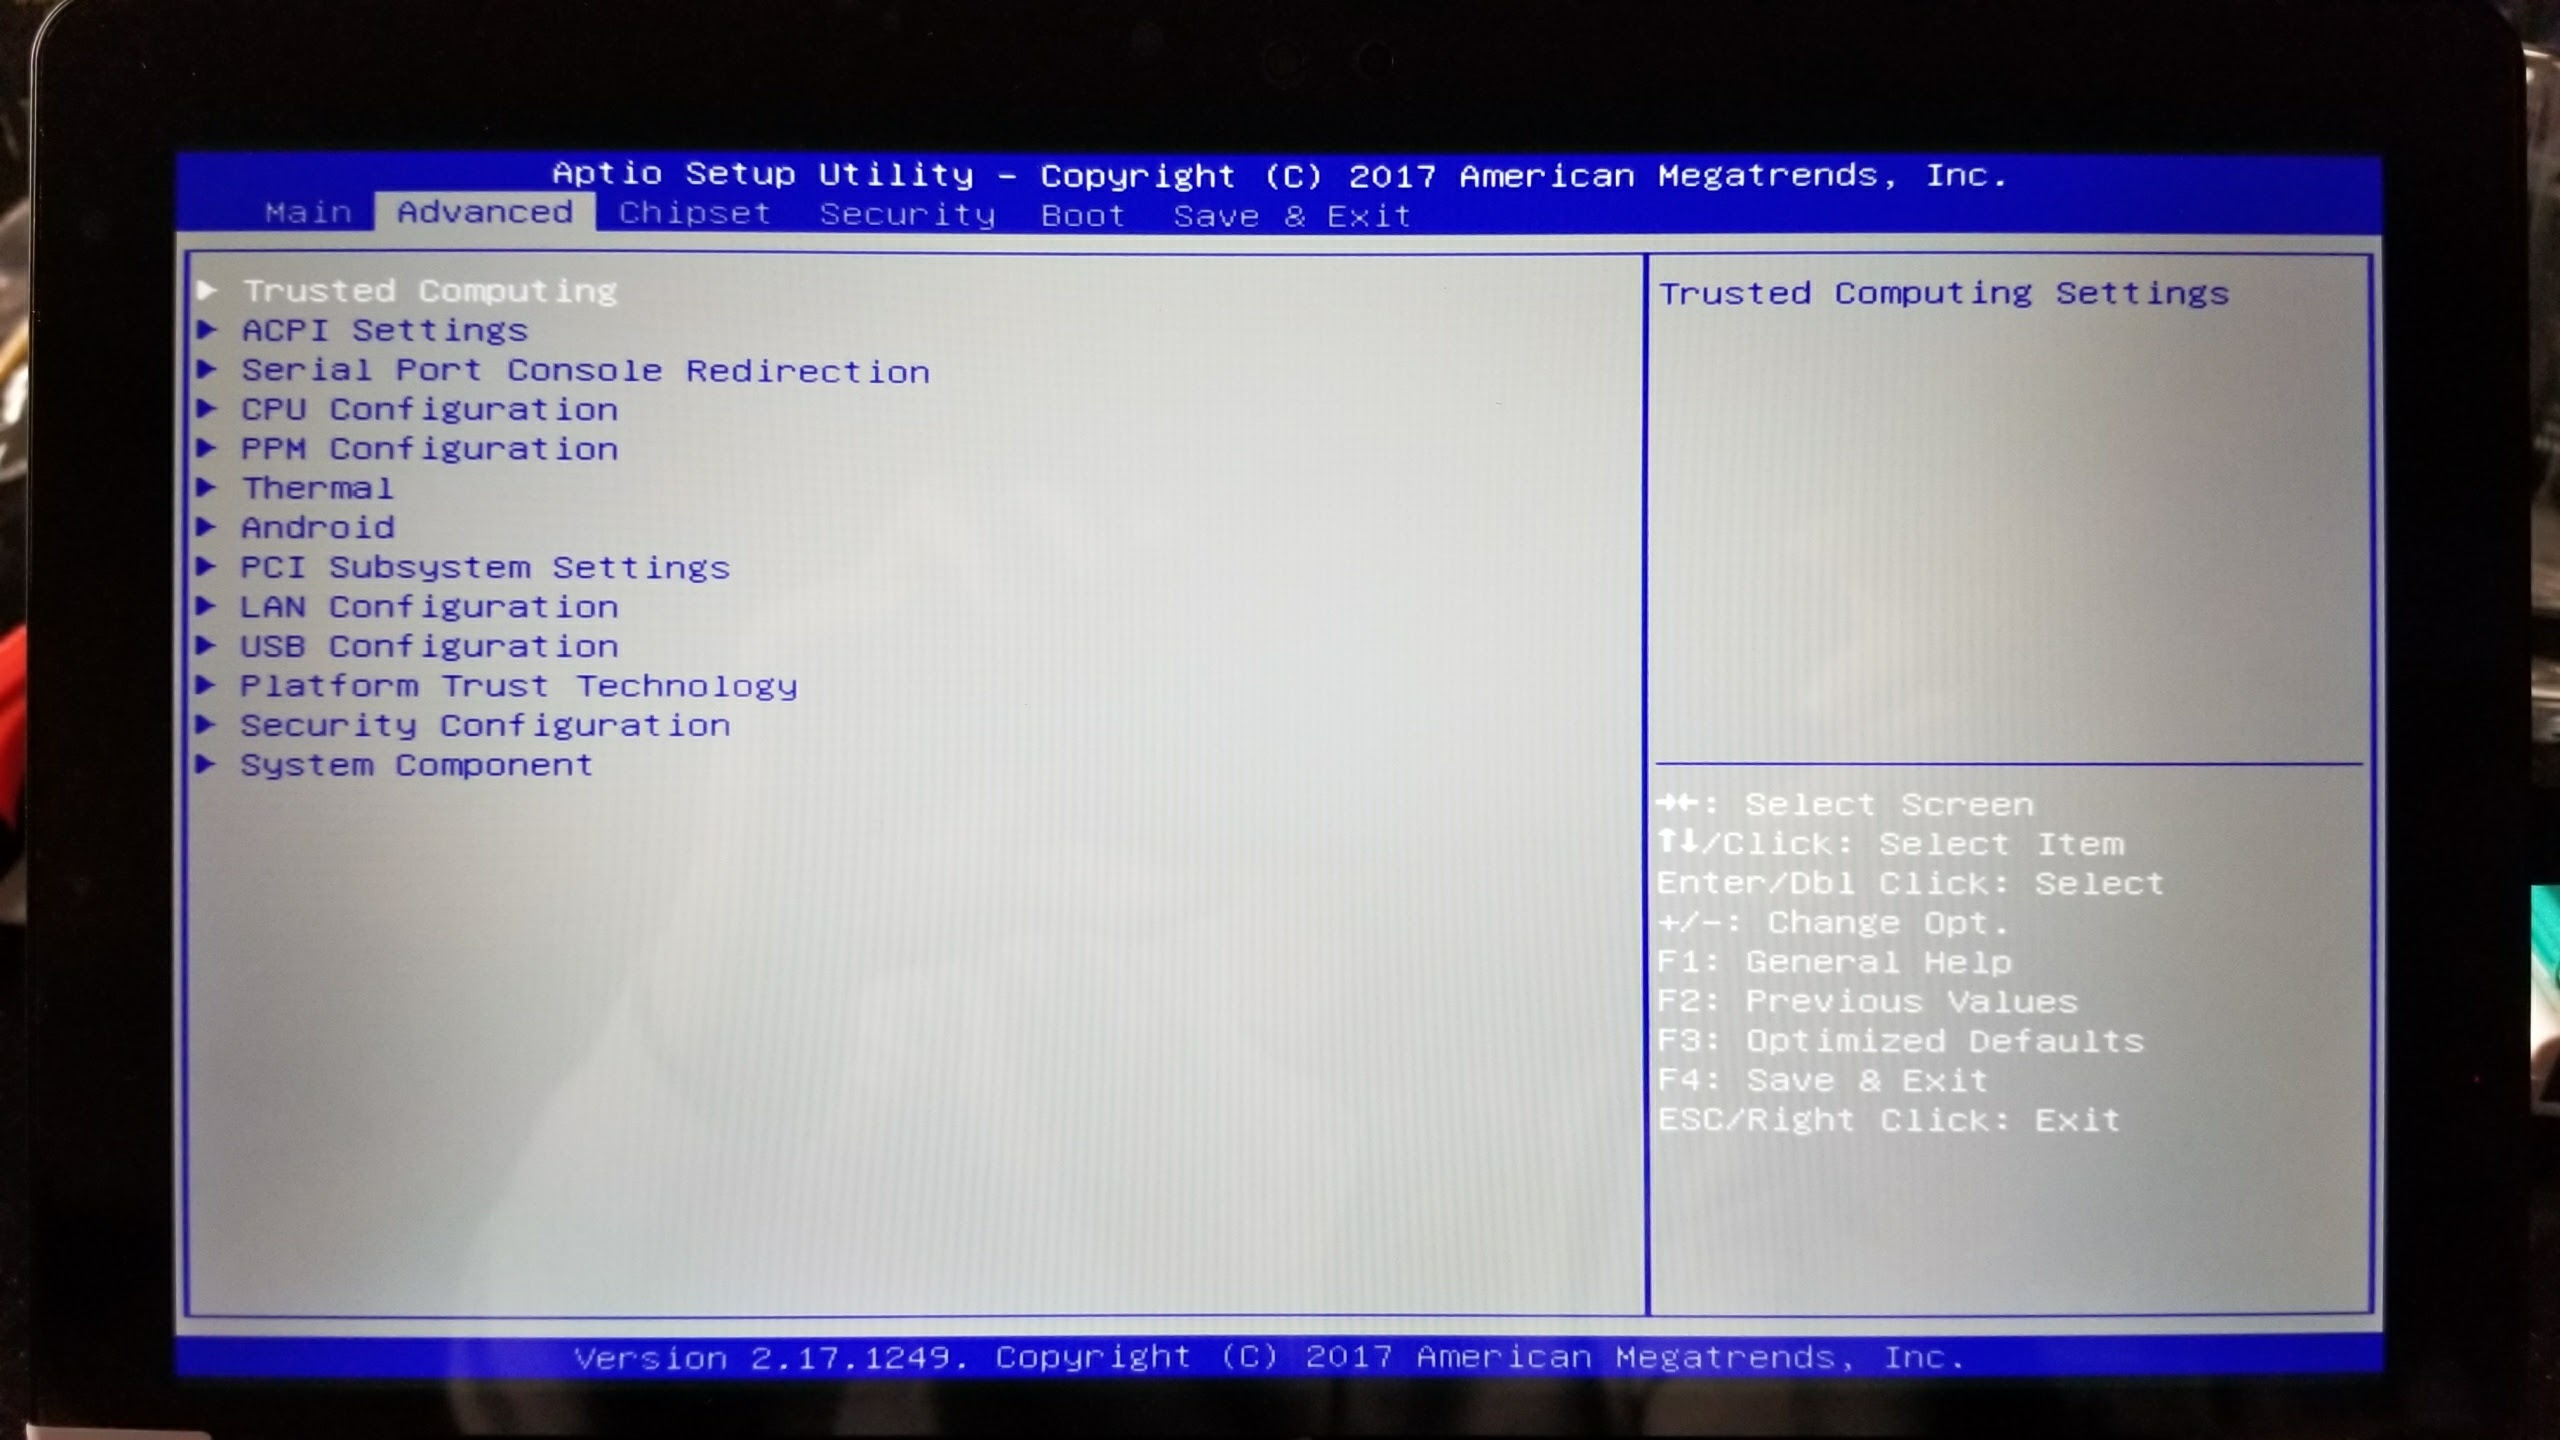 Aptio Setup Utility - Copyright (C) 2017 American Megatrends, Inc.
Main Advanced Chipset Security Boot Save & Exit
Trusted Computing
ACPI Settings
Serial Port Console Redirection
CPU Configuration
PPM Configuration
Thermal
Android
PCI Subsystem Settings
LAN Configuration
USB Configuration
Platform Trust Technology
Security Configuration
System Component
Trusted Computing Settings
→←: Select Screen
↑↓/Click: Select Item
Enter/Dbl Click: Select
+/-: Change Opt.
F1: General Help
F2: Previous Values
F3: Optimized Defaults
F4: Save & Exit
ESC/Right Click: Exit
Version 2.17.1249. Copyright (C) 2017 American Megatrends, Inc.